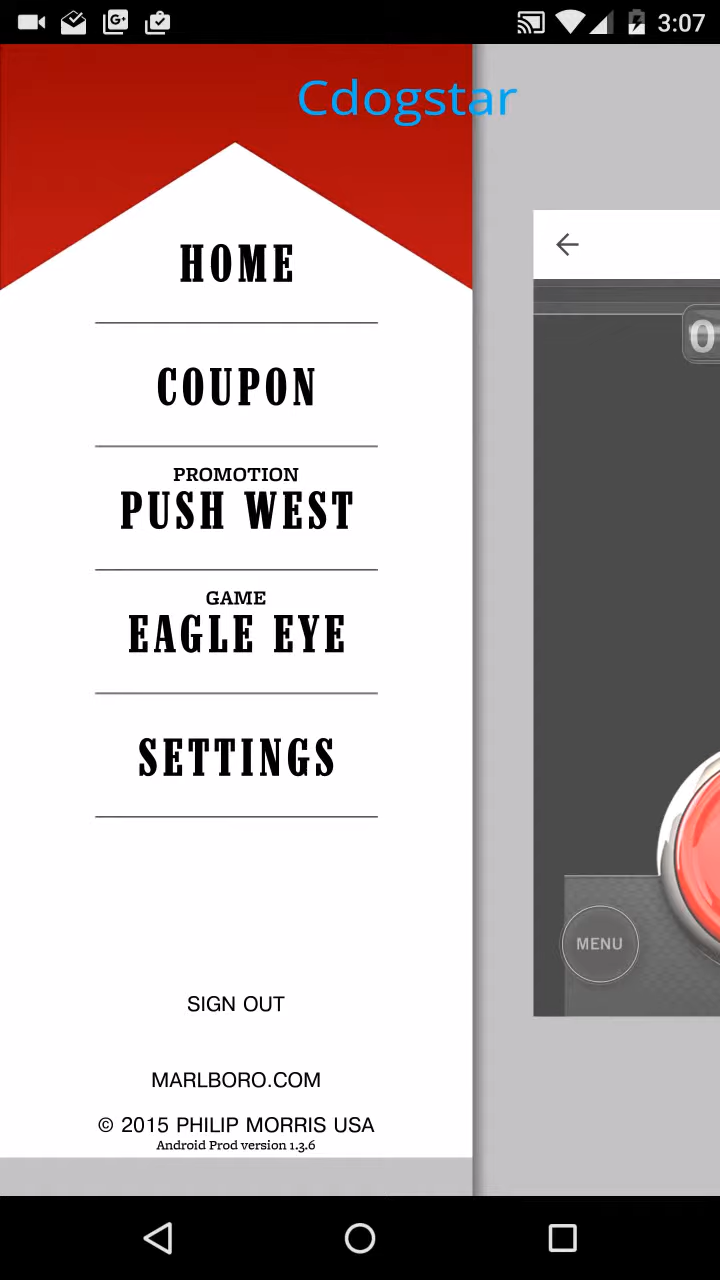 3:07
Cdogstar
HOME
COUPON
PROMOTION
PUSH WEST
GAME
EAGLE EYE
SETTINGS
SIGN OUT
MARLBORO.COM
© 2015 PHILIP MORRIS USA
Android Prod version 1.3.6
0
MENU